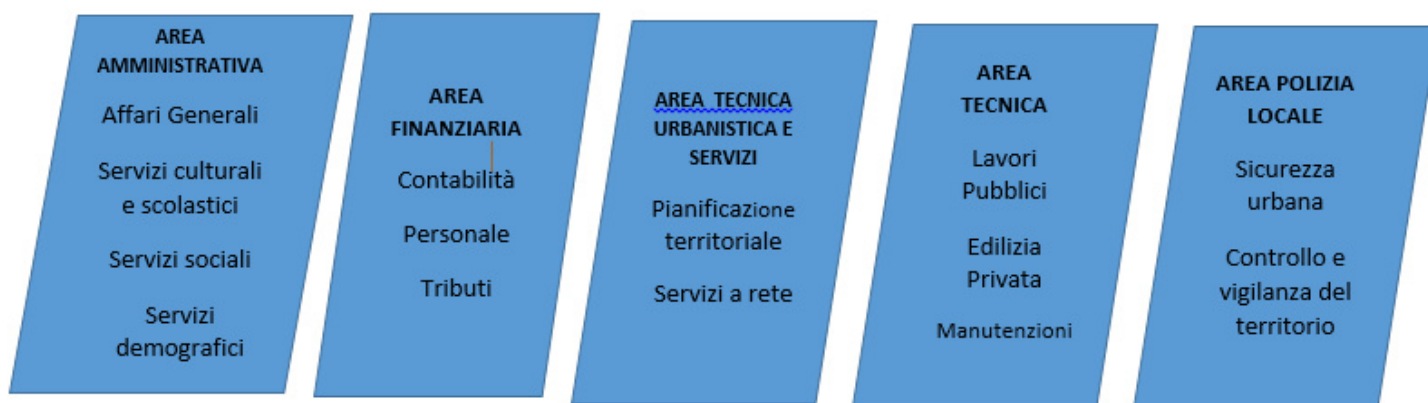 AREA
AMMINISTRATIVA
Affari Generali
Servizi culturali
e scolastici
Servizi sociali
Servizi
demografici
AREA
FINANZIARIA
Contabilità
Personale
Tributi
AREA TECNICA
URBANISTICA E
SERVIZI
Pianificazione
territoriale
Servizi a rete
AREA
TECNICA
Lavori
Pubblici
Edilizia
Privata
Manutenzioni
AREA POLIZIA
LOCALE
Sicurezza
urbana
Controllo e
vigilanza del
territorio